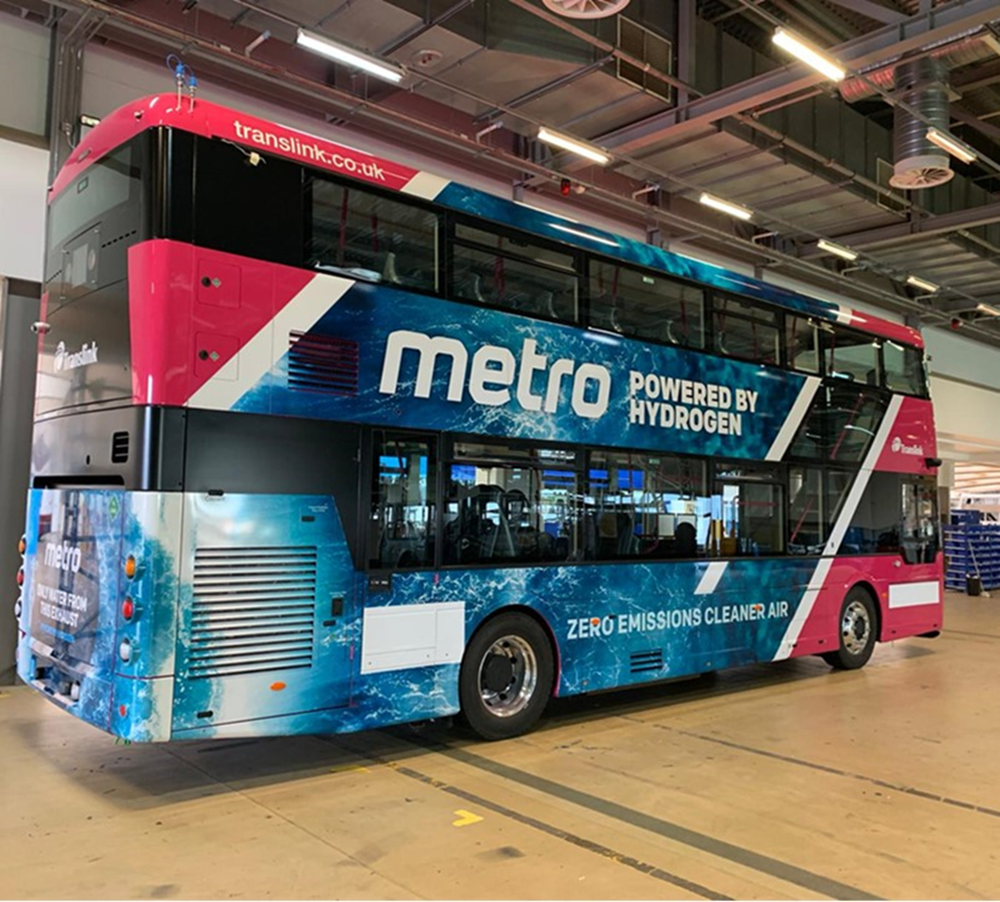 translink.co.uk
Translink
metro
POWERED BY
HYDROGEN
Translink
metro
ONLY WATER FROM
THIS EXHAUST
ZERO EMISSIONS CLEANER AIR